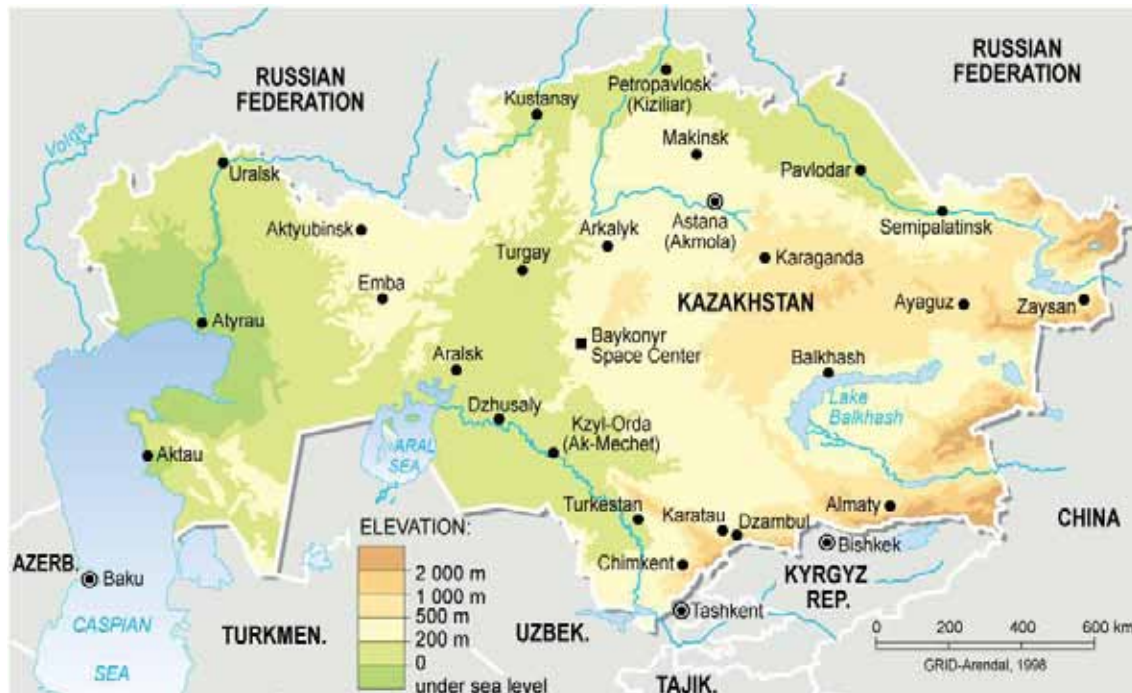 RUSSIAN
FEDERATION
RUSSIAN
FEDERATION
Volga
Petropavlosk
(Kiziliar)
Kustanay
Makinsk
Uralsk
Pavlodar
Aktyubinsk
Turgay
Arkalyk
Astana
(Akmola)
Semipalatinsk
Karaganda
Emba
KAZAKHSTAN
Ayaguz
Zaysan
Atyrau
Baykonyr
Space Center
Aralsk
Balkhash
Dzhusaly
Lake
Balkhash
Kzyl-Orda
(Ak-Mechet)
ARAL
SEA
Aktau
Turkestan
Karatau
Dzambul
Almaty
CHINA
ELEVATION:
2 000 m
1 000 m
500 m
200 m
0
under sea level
Chimkent
Bishkek
AZERB.
Baku
KYRGYZ
REP.
Tashkent
CASPIAN
SEA
TURKMEN.
UZBEK.
TAJIK.
0 200 400 600 km
GRID-Arendal, 1998